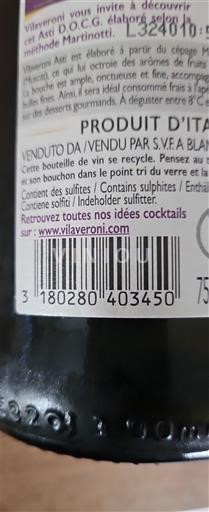 Vilaveroni vous invite à découvrir
cet Asti D.O.C.G. élaboré selon la
méthode Martinotti. L324010:
Vilaveroni Asti est élaboré à partir du cépage M
Muscat), ce qui lui octroie des arômes de fruits
La bouche est ample, onctueuse et fine, accompag
bulles fines. Ainsi, il sera idéal consommé frais à l'ap
des desserts gourmands. À déguster entre 8°C e
PRODUIT D'ITA
VENDUTO DA / VENDU PAR S.V.E.A BLAN
Cette bouteille de vin se recycle. Pensez au
et son bouchon dans le point tri du verre et la
Contient des sulfites / Contains sulphites / Enthäl
Contiene solfiti / Indeholder sulfitter.
Retrouvez toutes nos idées cocktails
sur : www.vilaveroni.com
VINIOU
3 180280 403450
75